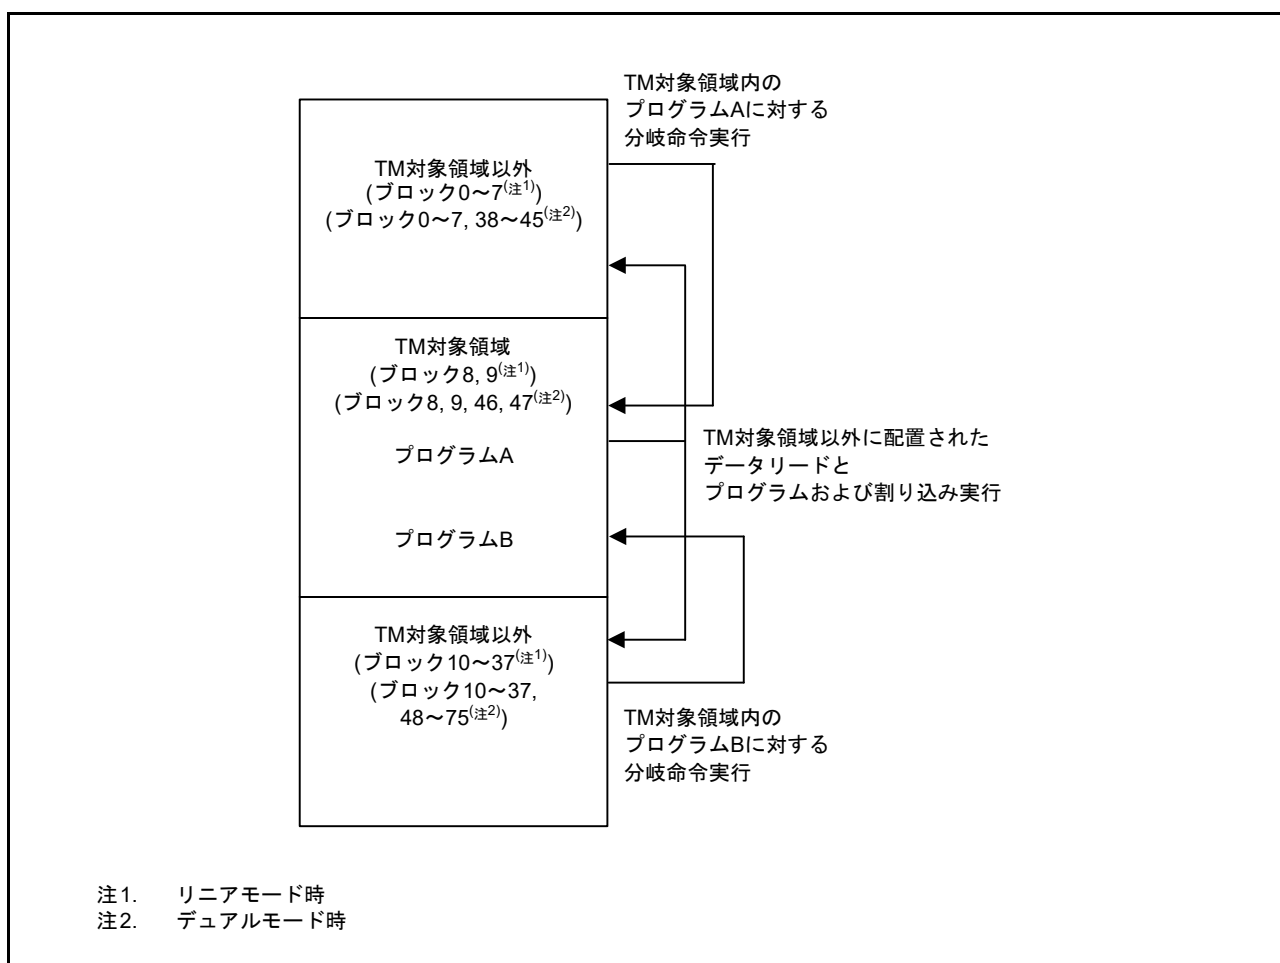 TM対象領域内の
プログラムAに対する
分岐命令実行
TM対象領域以外
(ブロック0～7(注1))
(ブロック0～7, 38～45(注2))
TM対象領域
(ブロック8, 9(注1))
(ブロック8, 9, 46, 47(注2))
プログラムA
プログラムB
TM対象領域以外に配置された
データリードと
プログラムおよび割り込み実行
TM対象領域以外
(ブロック10～37(注1))
(ブロック10～37,
48～75(注2))
TM対象領域内の
プログラムBに対する
分岐命令実行
注1. リニアモード時
注2. デュアルモード時